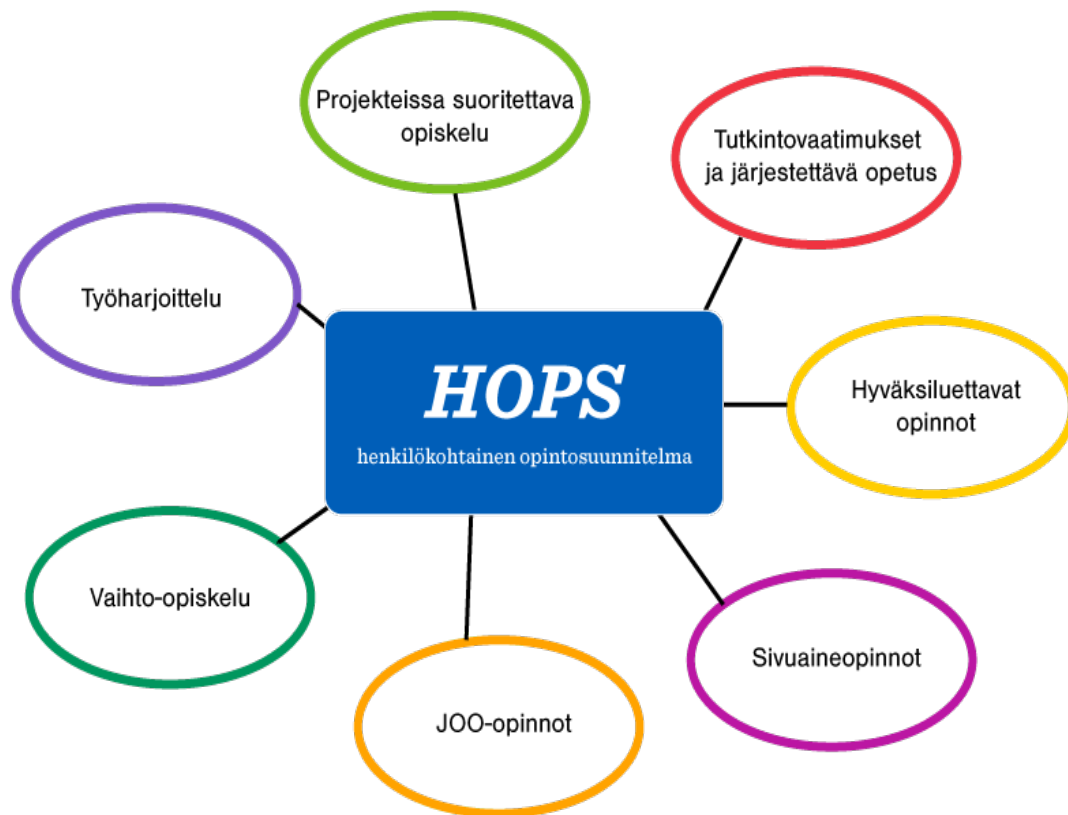 Projekteissa suoritettava
opiskelu
Tutkintovaatimukset
ja järjestettävä opetus
Työharjoittelu
HOPS
henkilökohtainen opintosuunnitelma
Hyväksiluettavat
opinnot
Vaihto-opiskelu
Sivuaineopinnot
JOO-opinnot